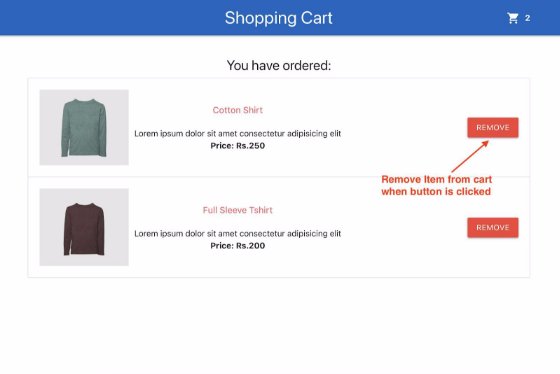 Shopping Cart
2
You have ordered:
Cotton Shirt
Lorem ipsum dolor sit amet consectetur adipisicing elit
Price: Rs.250
REMOVE
Remove Item from cart
when button is clicked
Full Sleeve Tshirt
Lorem ipsum dolor sit amet consectetur adipisicing elit
Price: Rs.200
REMOVE